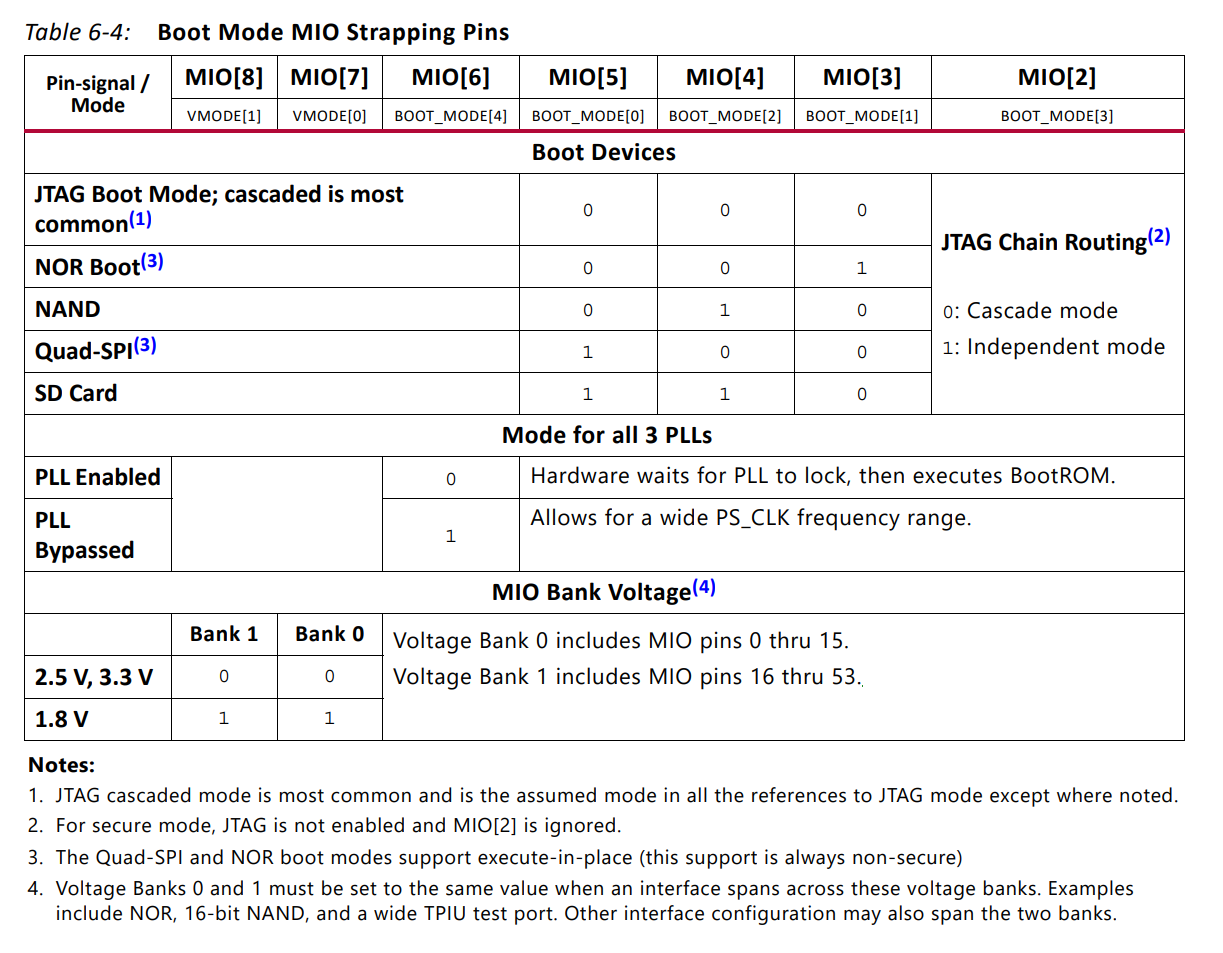 Table 6-4: Boot Mode MIO Strapping Pins
Pin-signal / Mode MIO[8] MIO[7] MIO[6] MIO[5] MIO[4] MIO[3] MIO[2]
VMODE[1] VMODE[0] BOOT_MODE[4] BOOT_MODE[0] BOOT_MODE[2] BOOT_MODE[1] BOOT_MODE[3]
Boot Devices
JTAG Boot Mode; cascaded is most
common(1) 0 0 0
NOR Boot(3) 0 0 1
NAND 0 1 0
Quad-SPI(3) 1 0 0
SD Card 1 1 0
JTAG Chain Routing(2)
0: Cascade mode
1: Independent mode
Mode for all 3 PLLs
PLL Enabled 0 Hardware waits for PLL to lock, then executes BootROM.
PLL
Bypassed 1 Allows for a wide PS_CLK frequency range.
MIO Bank Voltage(4)
Bank 1 Bank 0
2.5 V, 3.3 V 0 0
1.8 V 1 1
Voltage Bank 0 includes MIO pins 0 thru 15.
Voltage Bank 1 includes MIO pins 16 thru 53.
Notes:
1. JTAG cascaded mode is most common and is the assumed mode in all the references to JTAG mode except where noted.
2. For secure mode, JTAG is not enabled and MIO[2] is ignored.
3. The Quad-SPI and NOR boot modes support execute-in-place (this support is always non-secure)
4. Voltage Banks 0 and 1 must be set to the same value when an interface spans across these voltage banks. Examples
include NOR, 16-bit NAND, and a wide TPIU test port. Other interface configuration may also span the two banks.